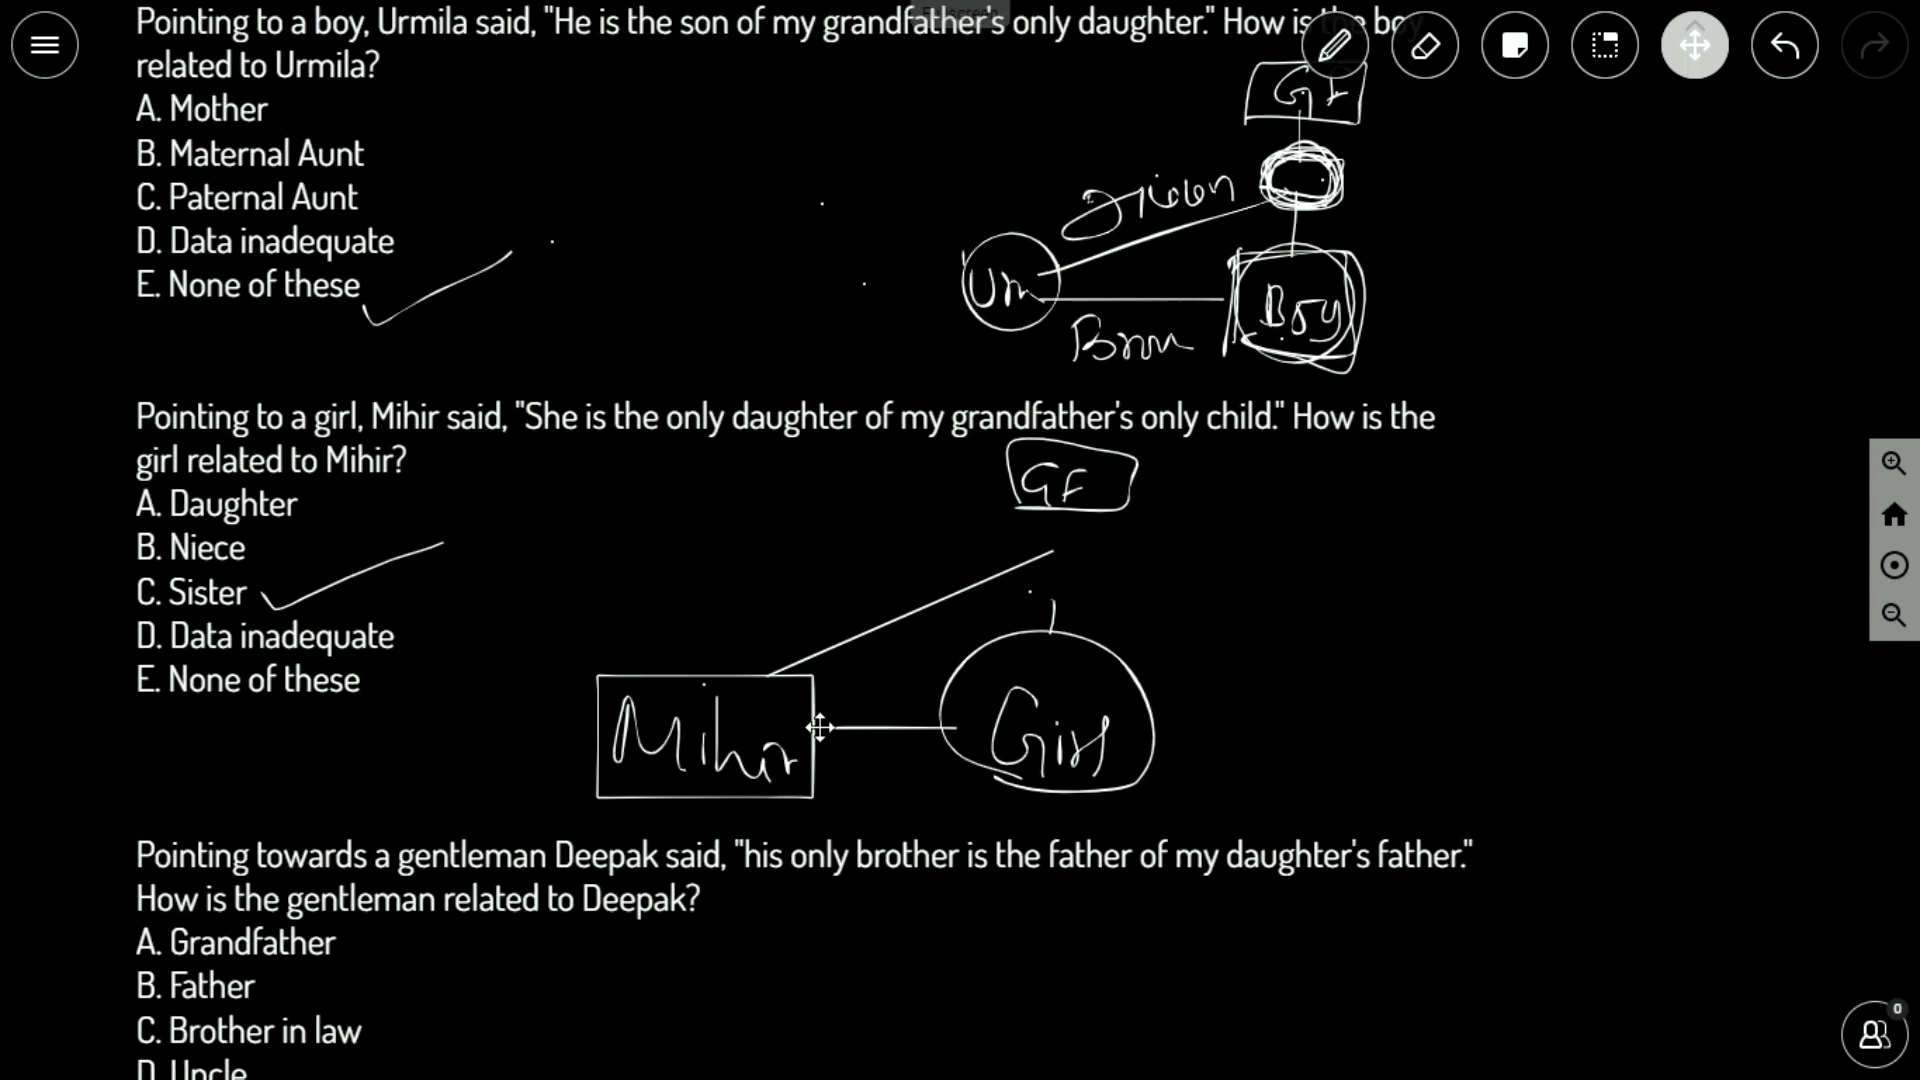 Pointing to a boy, Urmila said, "He is the son of my grandfather's only daughter." How is the boy
related to Urmila?
A. Mother
B. Maternal Aunt
C. Paternal Aunt
D. Data inadequate
E. None of these
GF
Um
Boy
Pointing to a girl, Mihir said, "She is the only daughter of my grandfather's only child." How is the
girl related to Mihir?
GF
A. Daughter
B. Niece
C. Sister
D. Data inadequate
E. None of these
Mihir
Girl
Pointing towards a gentleman Deepak said, "his only brother is the father of my daughter's father."
How is the gentleman related to Deepak?
A. Grandfather
B. Father
C. Brother in law
D. Uncle
0